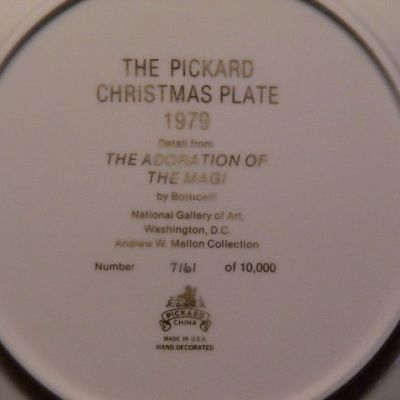 THE PICKARD
CHRISTMAS PLATE
1979
Detail from
THE ADORATION OF
THE MAGI
by Botticelli
National Gallery of Art,
Washington, D.C.
Andrew W. Mellon Collection
Number 7161 of 10,000
PICKARD
CHINA
MADE IN U.S.A.
HAND DECORATED